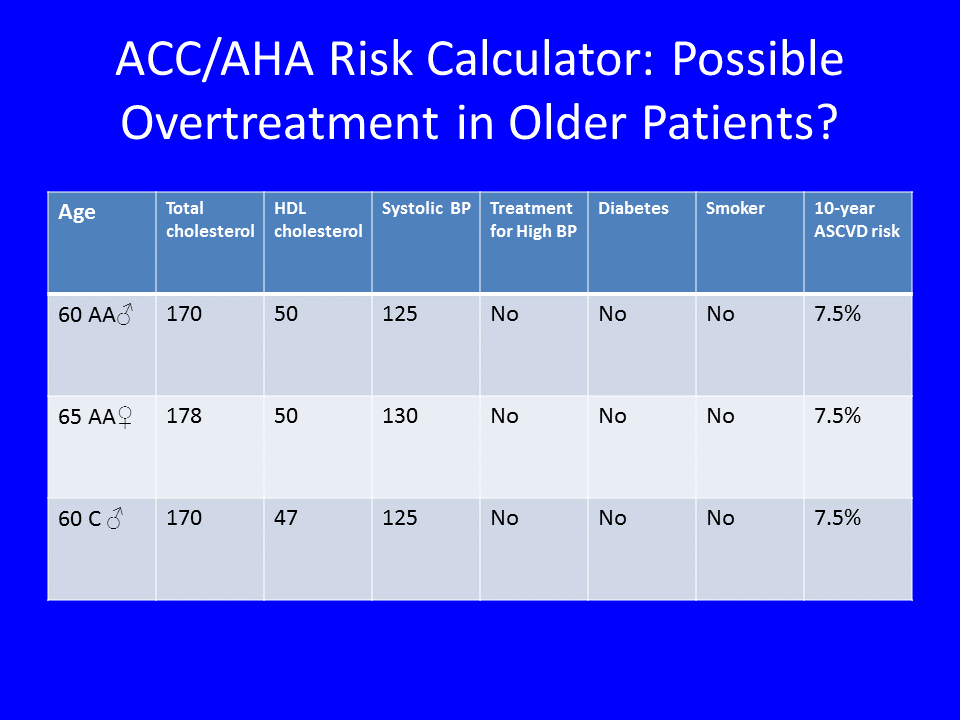 ACC/AHA Risk Calculator: Possible
Overtreatment in Older Patients?
Age Total cholesterol HDL cholesterol Systolic BP Treatment for High BP Diabetes Smoker 10-year ASCVD risk
60 AA♂ 170 50 125 No No No 7.5%
65 AA♀ 178 50 130 No No No 7.5%
60 C ♂ 170 47 125 No No No 7.5%